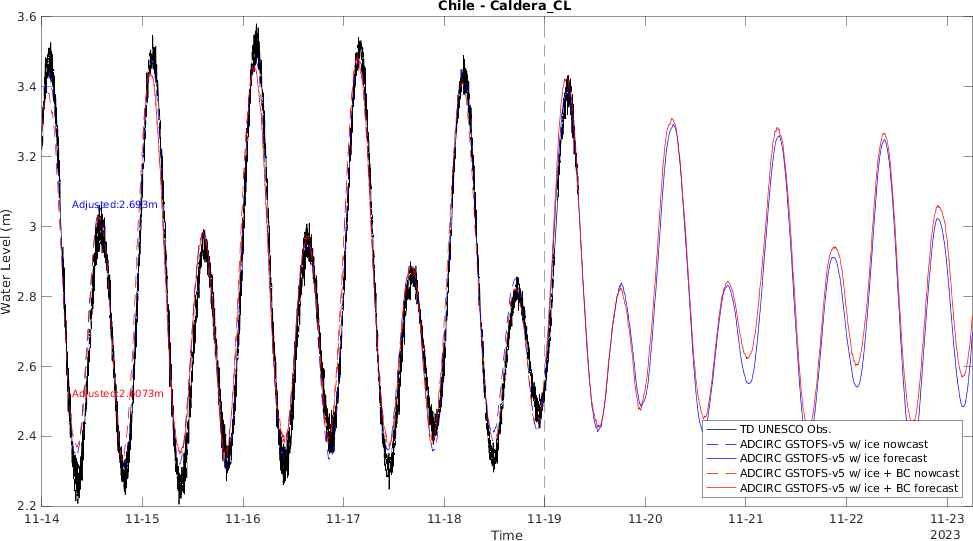 Chile - Caldera_CL
3.6
3.4
3.2
3
2.8
2.6
2.4
2.2
Water Level (m)
Adjusted:2.693m
Adjusted:2.6073m
TD UNESCO Obs.
ADCIRC GSTOFS-v5 w/ ice nowcast
ADCIRC GSTOFS-v5 w/ ice forecast
ADCIRC GSTOFS-v5 w/ ice + BC nowcast
ADCIRC GSTOFS-v5 w/ ice + BC forecast
11-14 11-15 11-16 11-17 11-18 11-19 11-20 11-21 11-22 11-23
2023
Time